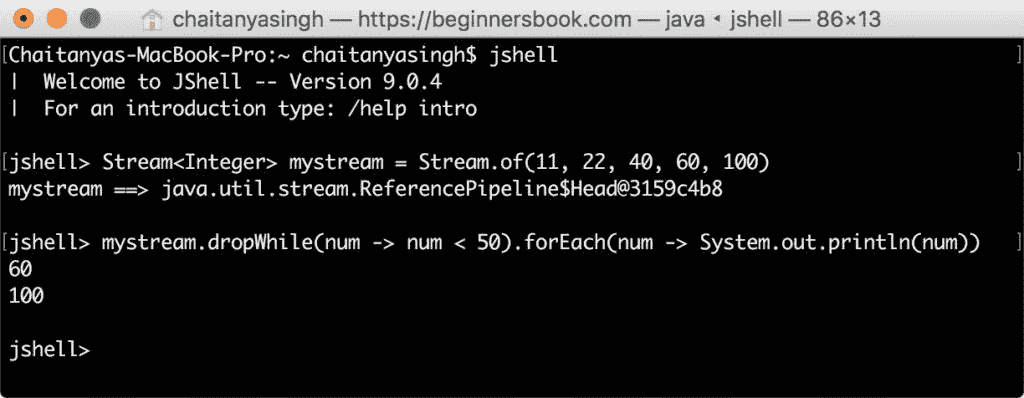 chaitanyasingh — https://beginnersbook.com — java ◂ jshell — 86×13
[Chaitanyas-MacBook-Pro:~ chaitanyasingh$ jshell ]
|  Welcome to JShell -- Version 9.0.4
|  For an introduction type: /help intro
[jshell> Stream<Integer> mystream = Stream.of(11, 22, 40, 60, 100) ]
mystream ==> java.util.stream.ReferencePipeline$Head@3159c4b8
[jshell> mystream.dropWhile(num -> num < 50).forEach(num -> System.out.println(num)) ]
60
100
jshell>